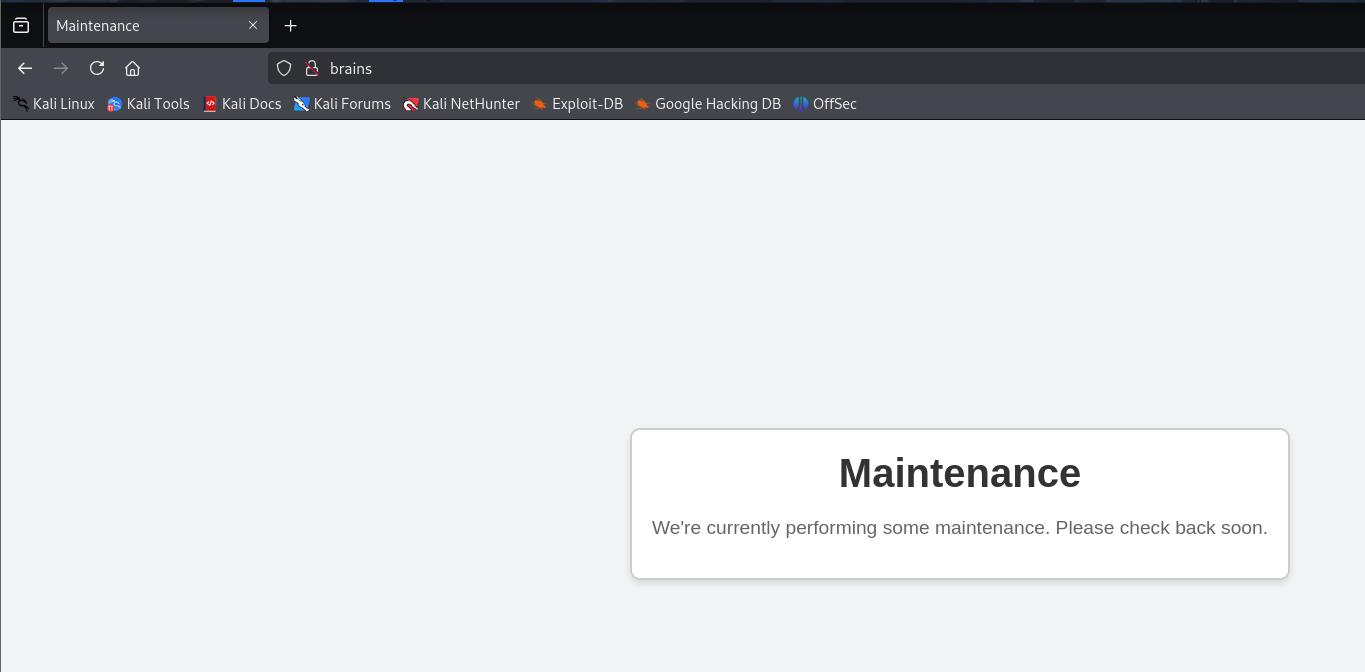 Maintenance
brains
Kali Linux Kali Tools Kali Docs Kali Forums Kali NetHunter Exploit-DB Google Hacking DB OffSec
Maintenance
We're currently performing some maintenance. Please check back soon.